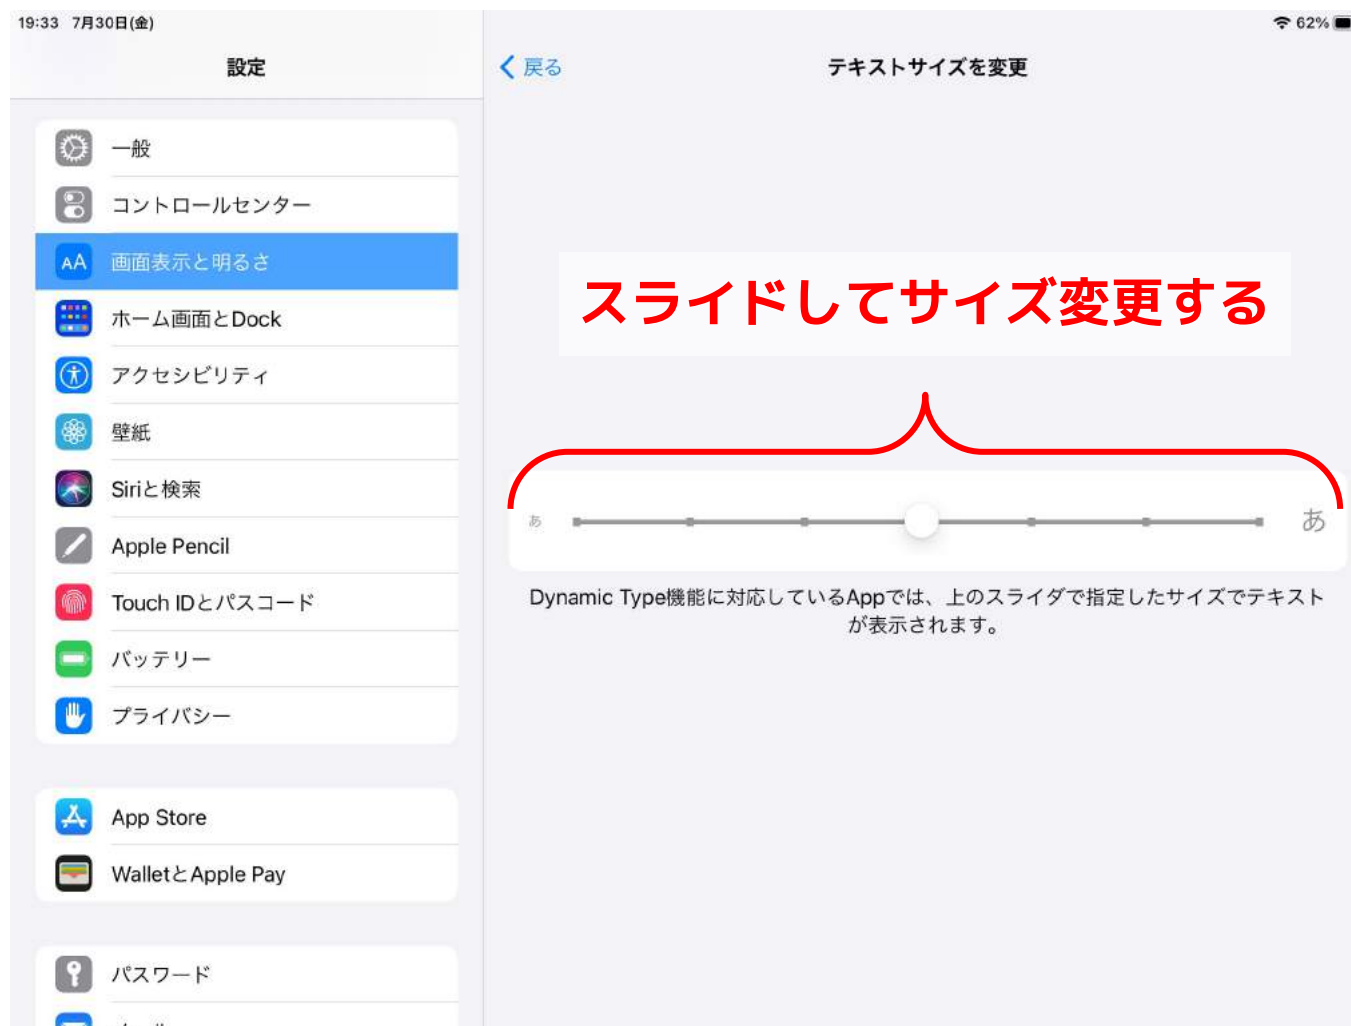 19:33 7月30日(金)
62%
設定
戻る
テキストサイズを変更
一般
コントロールセンター
画面表示と明るさ
ホーム画面とDock
アクセシビリティ
壁紙
Siriと検索
Apple Pencil
Touch IDとパスコード
バッテリー
プライバシー
App Store
WalletとApple Pay
パスワード
スライドしてサイズ変更する
あ
あ
Dynamic Type機能に対応しているAppでは、上のスライダで指定したサイズでテキスト
が表示されます。